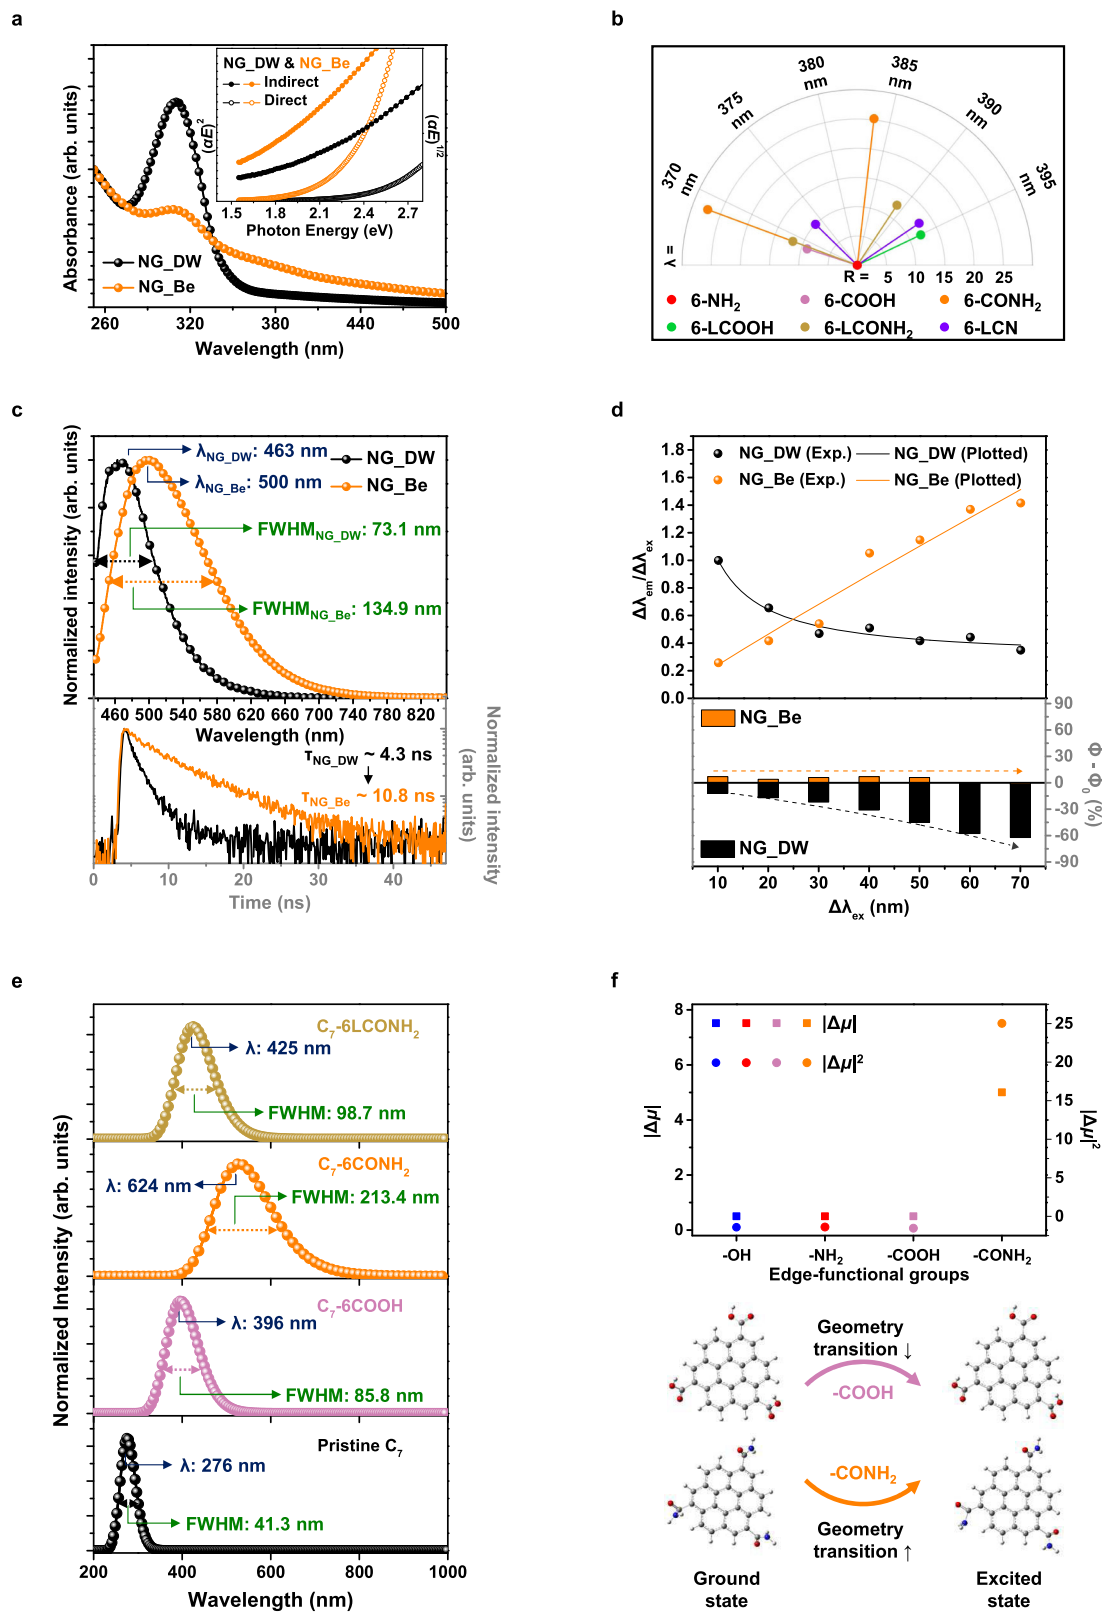 a
Absorbance (arb. units)
NG_DW & NG_Be
Indirect
Direct
(αE)²
(αE)^1/2
1.5 1.8 2.1 2.4 2.7
Photon Energy (eV)
NG_DW
NG_Be
260 320 380 440 500
Wavelength (nm)
b
λ =
370 nm
375 nm
380 nm
385 nm
390 nm
395 nm
R = 5 10 15 20 25
6-NH₂ 6-COOH 6-CONH₂
6-LCOOH 6-LCONH₂ 6-LCN
c
Normalized intensity (arb. units)
λNG_DW: 463 nm
λNG_Be: 500 nm
NG_DW
NG_Be
FWHMNG_DW: 73.1 nm
FWHMNG_Be: 134.9 nm
460 500 540 580 620 660 700 740 780 820
Wavelength (nm)
τNG_DW ~ 4.3 ns
τNG_Be ~ 10.8 ns
Normalized intensity
(arb. units)
0 10 20 30 40
Time (ns)
d
Δλem/Δλex
1.8
1.6
1.4
1.2
1.0
0.8
0.6
0.4
0.2
0.0
NG_DW (Exp.) NG_DW (Plotted)
NG_Be (Exp.) NG_Be (Plotted)
NG_Be
NG_DW
90
60
30
0
-30
-60
-90
Φ - Φ₀ (%)
10 20 30 40 50 60 70
Δλex (nm)
e
Normalized Intensity (arb. units)
C₇-6LCONH₂
λ: 425 nm
FWHM: 98.7 nm
C₇-6CONH₂
λ: 624 nm
FWHM: 213.4 nm
C₇-6COOH
λ: 396 nm
FWHM: 85.8 nm
Pristine C₇
λ: 276 nm
FWHM: 41.3 nm
200 400 600 800 1000
Wavelength (nm)
f
|Δμ|
8
6
4
2
0
|Δμ|
|Δμ|²
25
20
15
10
5
0
|Δμ|²
-OH -NH₂ -COOH -CONH₂
Edge-functional groups
Geometry
transition ↓
-COOH
-CONH₂
Geometry
transition ↑
Ground
state
Excited
state